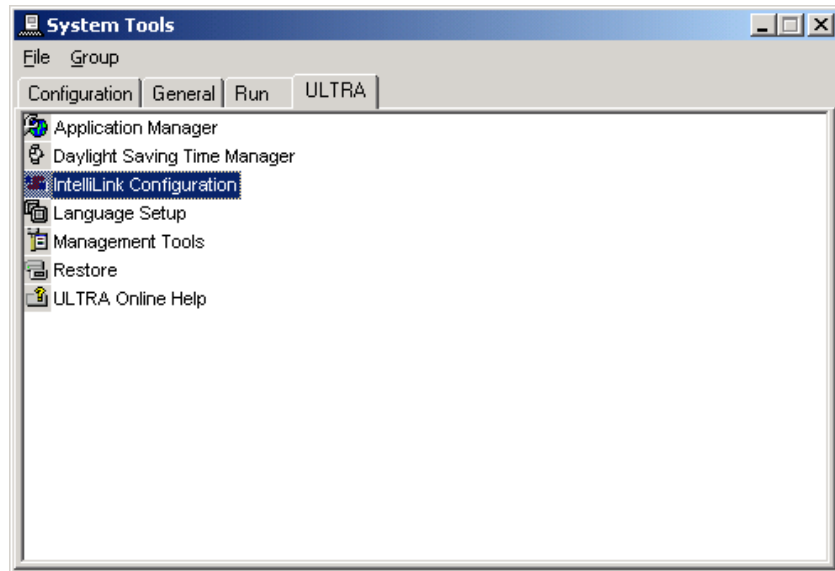 System Tools
File Group
Configuration General Run ULTRA
Application Manager
Daylight Saving Time Manager
IntelliLink Configuration
Language Setup
Management Tools
Restore
ULTRA Online Help